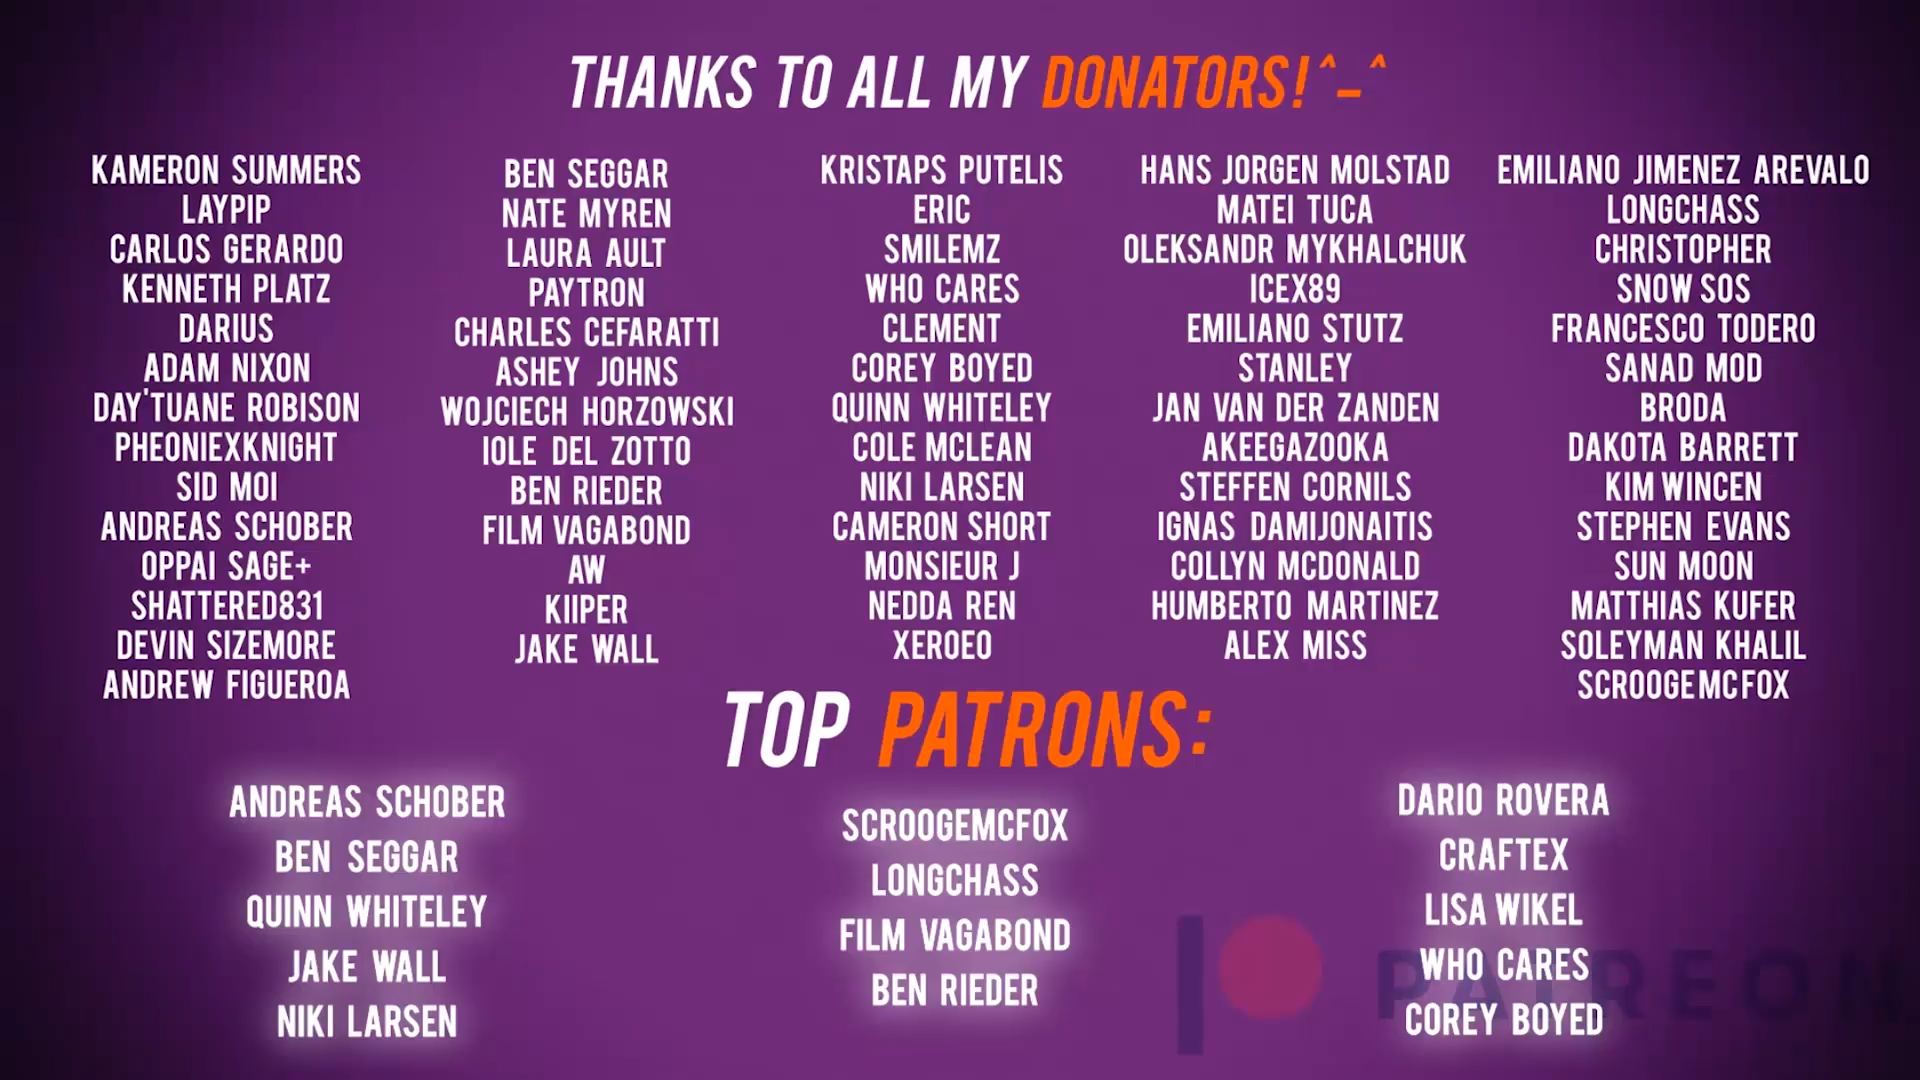 THANKS TO ALL MY DONATORS!^-^
KAMERON SUMMERS
LAYPIP
CARLOS GERARDO
KENNETH PLATZ
DARIUS
ADAM NIXON
DAY'TUANE ROBISON
PHEONIEXKNIGHT
SID MOI
ANDREAS SCHOBER
OPPAI SAGE+
SHATTERED831
DEVIN SIZEMORE
ANDREW FIGUEROA
BEN SEGGAR
NATE MYREN
LAURA AULT
PAYTRON
CHARLES CEFARATTI
ASHEY JOHNS
WOJCIECH HORZOWSKI
IOLE DEL ZOTTO
BEN RIEDER
FILM VAGABOND
AW
KIIPER
JAKE WALL
KRISTAPS PUTELIS
ERIC
SMILEMZ
WHO CARES
CLEMENT
COREY BOYED
QUINN WHITELEY
COLE MCLEAN
NIKI LARSEN
CAMERON SHORT
MONSIEUR J
NEDDA REN
XEROEO
HANS JORGEN MOLSTAD
MATEI TUCA
OLEKSANDR MYKHALCHUK
ICEX89
EMILIANO STUTZ
STANLEY
JAN VAN DER ZANDEN
AKEEGAZOOKA
STEFFEN CORNILS
IGNAS DAMIJONAITIS
COLLYN MCDONALD
HUMBERTO MARTINEZ
ALEX MISS
EMILIANO JIMENEZ AREVALO
LONGCHASS
CHRISTOPHER
SNOW SOS
FRANCESCO TODERO
SANAD MOD
BRODA
DAKOTA BARRETT
KIM WINCEN
STEPHEN EVANS
SUN MOON
MATTHIAS KUFER
SOLEYMAN KHALIL
SCROOGEMCFOX
TOP PATRONS:
ANDREAS SCHOBER
BEN SEGGAR
QUINN WHITELEY
JAKE WALL
NIKI LARSEN
SCROOGEMCFOX
LONGCHASS
FILM VAGABOND
BEN RIEDER
DARIO ROVERA
CRAFTEX
LISA WIKEL
WHO CARES
COREY BOYED
PATREON